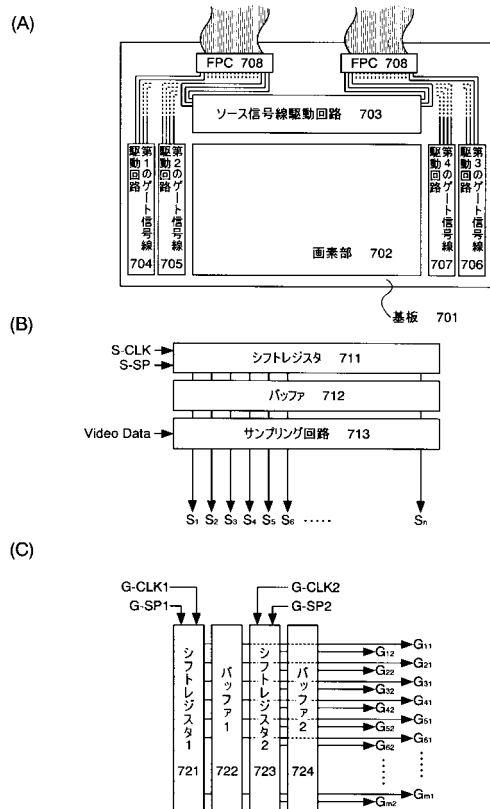 (A)
FPC 708
FPC 708
ソース信号線駆動回路 703
第1のゲート信号線
駆動回路
704
第2のゲート信号線
駆動回路
705
画素部 702
第4のゲート信号線
駆動回路
707
第3のゲート信号線
駆動回路
706
基板 701
(B)
S-CLK
S-SP
シフトレジスタ 711
バッファ 712
Video Data
サンプリング回路 713
S1 S2 S3 S4 S5 S6 ····· Sn
(C)
G-CLK1
G-SP1
G-CLK2
G-SP2
シフトレジスタ1
721
バッファ1
722
シフトレジスタ2
723
バッファ2
724
G11
G12
G21
G22
G31
G32
G41
G42
G51
G52
G61
G62
Gm1
Gm2